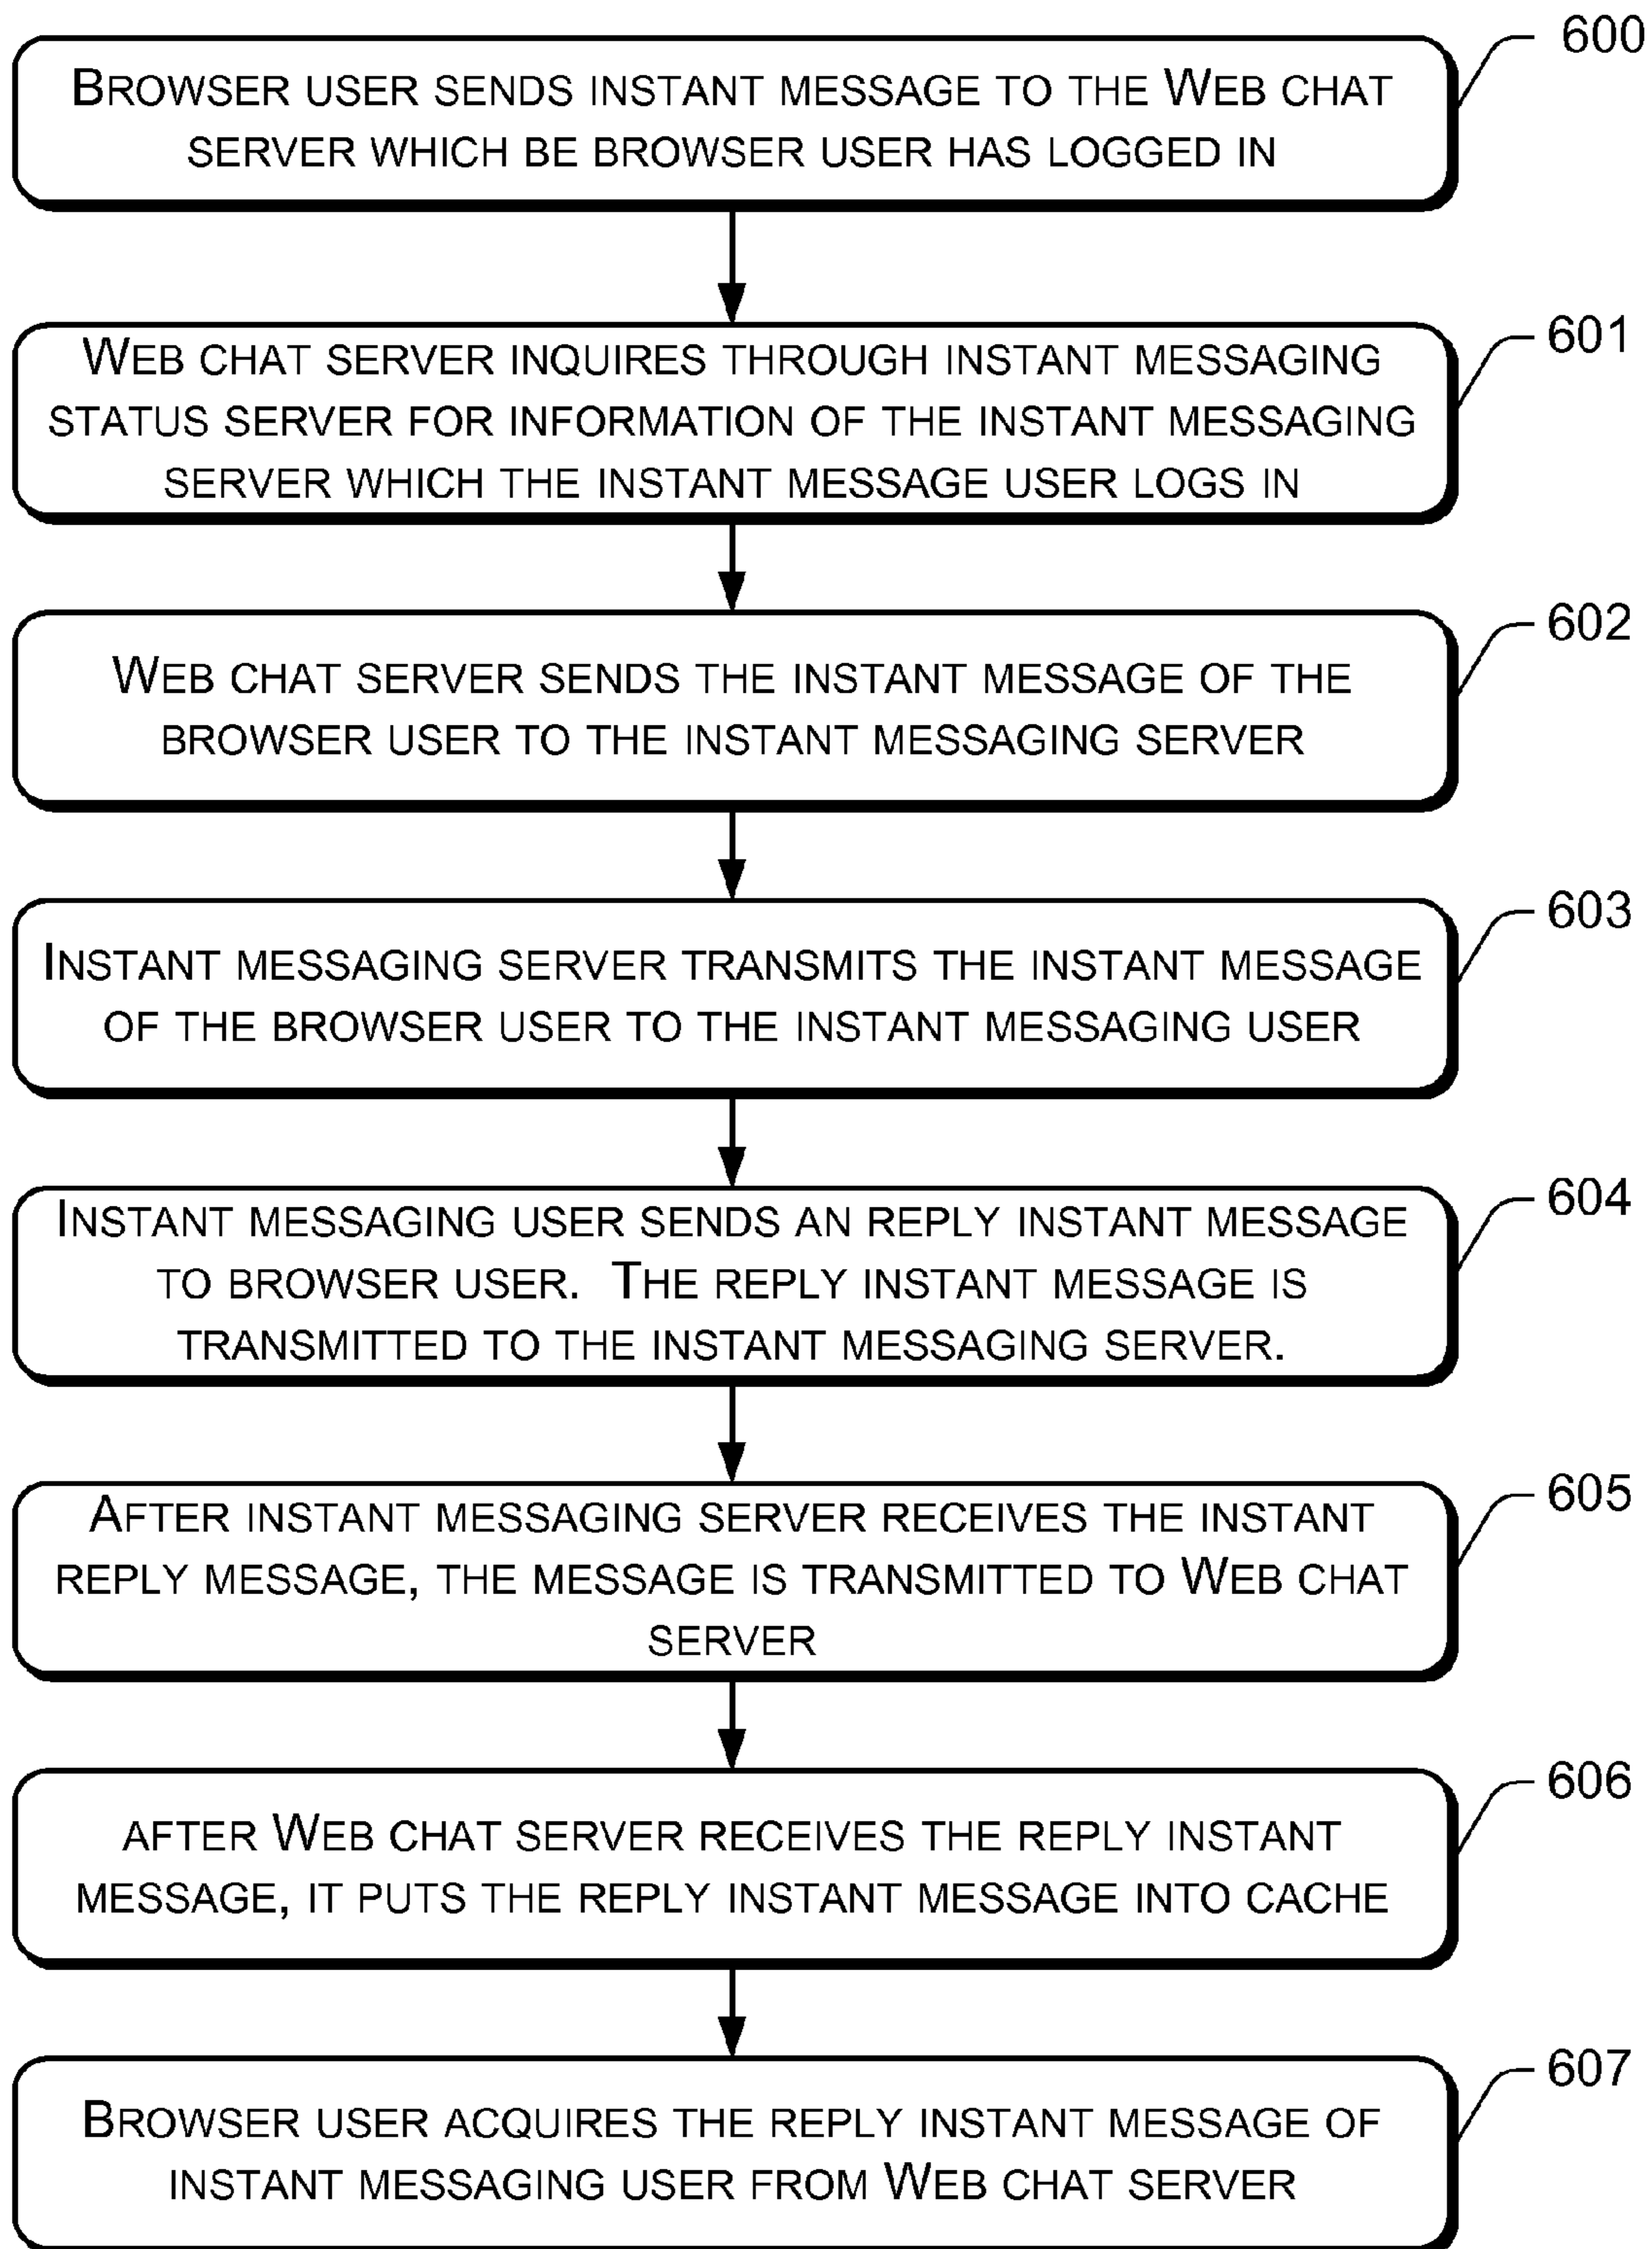 600
BROWSER USER SENDS INSTANT MESSAGE TO THE WEB CHAT
SERVER WHICH BE BROWSER USER HAS LOGGED IN
601
WEB CHAT SERVER INQUIRES THROUGH INSTANT MESSAGING
STATUS SERVER FOR INFORMATION OF THE INSTANT MESSAGING
SERVER WHICH THE INSTANT MESSAGE USER LOGS IN
602
WEB CHAT SERVER SENDS THE INSTANT MESSAGE OF THE
BROWSER USER TO THE INSTANT MESSAGING SERVER
603
INSTANT MESSAGING SERVER TRANSMITS THE INSTANT MESSAGE
OF THE BROWSER USER TO THE INSTANT MESSAGING USER
604
INSTANT MESSAGING USER SENDS AN REPLY INSTANT MESSAGE
TO BROWSER USER. THE REPLY INSTANT MESSAGE IS
TRANSMITTED TO THE INSTANT MESSAGING SERVER.
605
AFTER INSTANT MESSAGING SERVER RECEIVES THE INSTANT
REPLY MESSAGE, THE MESSAGE IS TRANSMITTED TO WEB CHAT
SERVER
606
AFTER WEB CHAT SERVER RECEIVES THE REPLY INSTANT
MESSAGE, IT PUTS THE REPLY INSTANT MESSAGE INTO CACHE
607
BROWSER USER ACQUIRES THE REPLY INSTANT MESSAGE OF
INSTANT MESSAGING USER FROM WEB CHAT SERVER